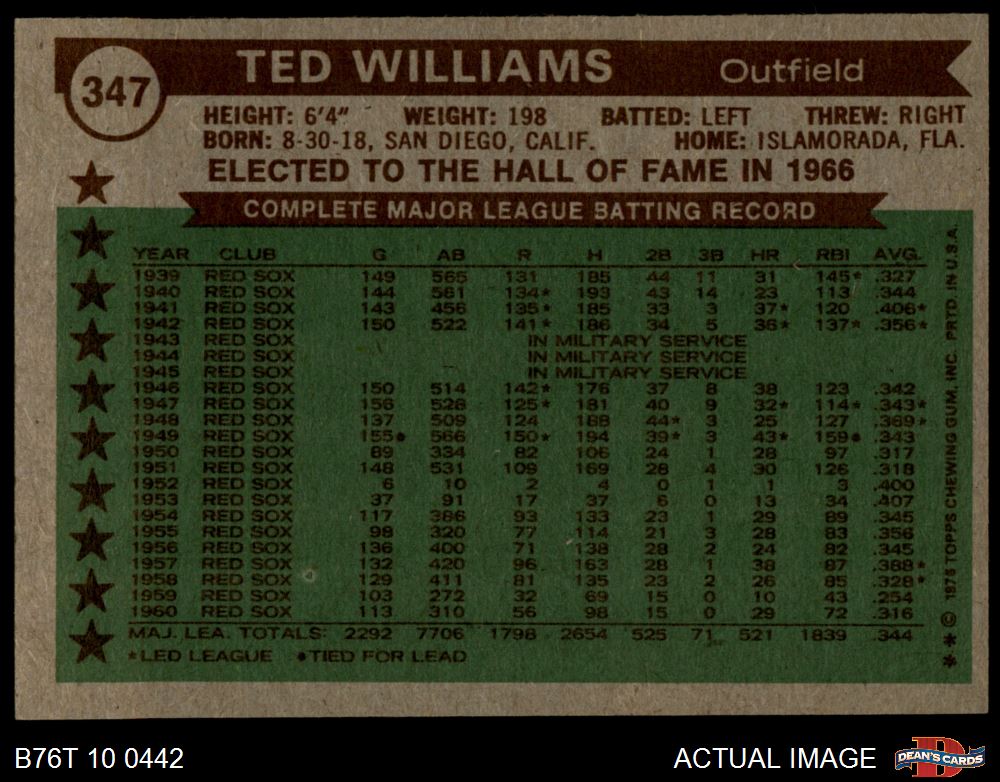 347
TED WILLIAMS Outfield
HEIGHT: 6'4" WEIGHT: 198 BATTED: LEFT THREW: RIGHT
BORN: 8-30-18, SAN DIEGO, CALIF. HOME: ISLAMORADA, FLA.
ELECTED TO THE HALL OF FAME IN 1966
COMPLETE MAJOR LEAGUE BATTING RECORD
YEAR CLUB G AB R H 2B 3B HR RBI AVG.
1939 RED SOX 149 565 131 185 44 11 31 145* .327
1940 RED SOX 144 561 134* 193 43 14 23 113 .344
1941 RED SOX 143 456 135* 185 33 3 37* 120 .406*
1942 RED SOX 150 522 141* 186 34 5 36* 137* .356*
1943 RED SOX IN MILITARY SERVICE
1944 RED SOX IN MILITARY SERVICE
1945 RED SOX IN MILITARY SERVICE
1946 RED SOX 150 514 142* 176 37 8 38 123 .342
1947 RED SOX 156 528 125* 181 40 9 32* 114* .343*
1948 RED SOX 137 509 124 188 44* 3 25 127 .369*
1949 RED SOX 155• 566 150* 194 39* 3 43* 159• .343
1950 RED SOX 89 334 82 106 24 1 28 97 .317
1951 RED SOX 148 531 109 169 28 4 30 126 .318
1952 RED SOX 6 10 2 4 0 1 1 3 .400
1953 RED SOX 37 91 17 37 6 0 13 34 .407
1954 RED SOX 117 386 93 133 23 1 29 89 .345
1955 RED SOX 98 320 77 114 21 3 28 83 .356
1956 RED SOX 136 400 71 138 28 2 24 82 .345
1957 RED SOX 132 420 96 163 28 1 38 87 .388*
1958 RED SOX 129 411 81 135 23 2 26 85 .328*
1959 RED SOX 103 272 32 69 15 0 10 43 .254
1960 RED SOX 113 310 56 98 15 0 29 72 .316
MAJ. LEA. TOTALS: 2292 7706 1798 2654 525 71 521 1839 .344
*LED LEAGUE •TIED FOR LEAD
** © 1976 TOPPS CHEWING GUM, INC. PRTD. IN U.S.A.
B76T 10 0442
ACTUAL IMAGE
D
DEAN'S CARDS